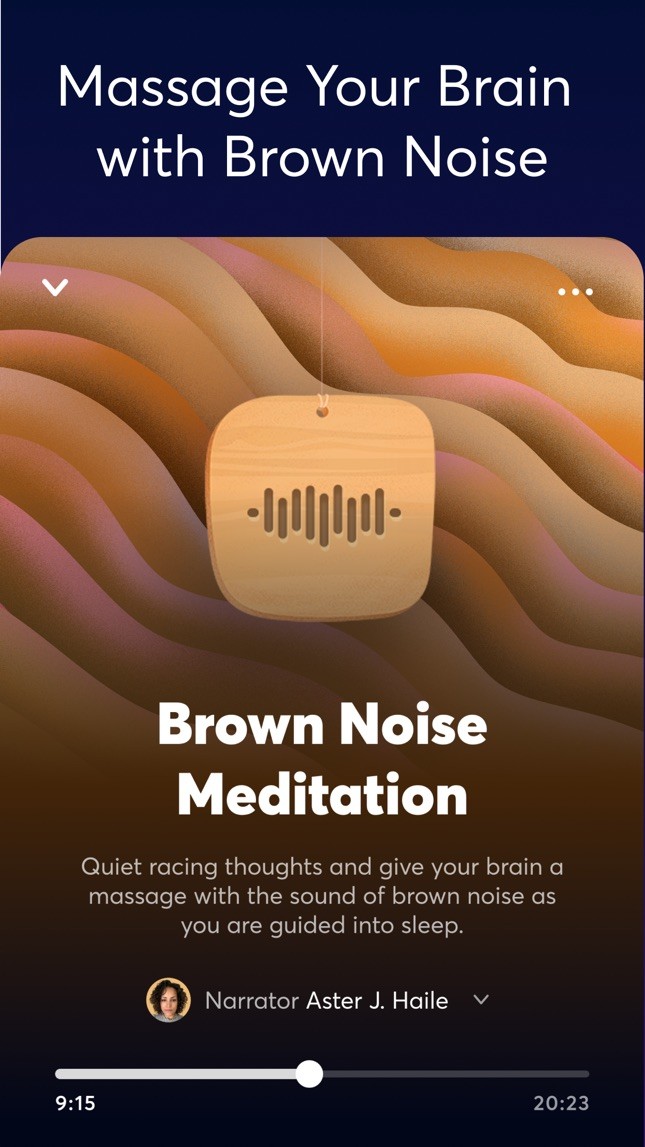 Massage Your Brain
with Brown Noise
Brown Noise
Meditation
Quiet racing thoughts and give your brain a
massage with the sound of brown noise as
you are guided into sleep.
Narrator Aster J. Haile
9:15
20:23